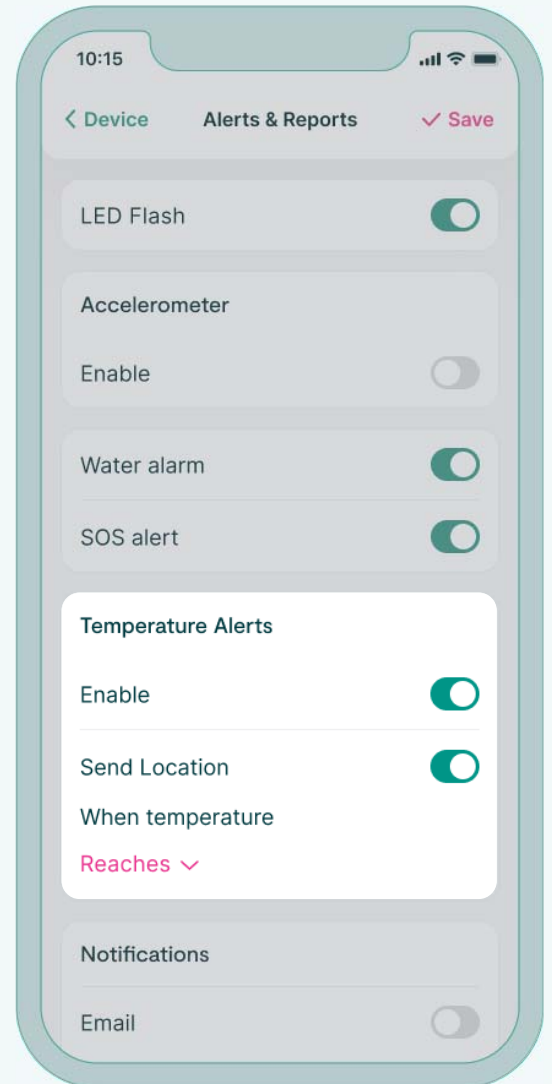 10:15
Device Alerts & Reports Save
LED Flash
Accelerometer
Enable
Water alarm
SOS alert
Temperature Alerts
Enable
Send Location
When temperature
Reaches
Notifications
Email